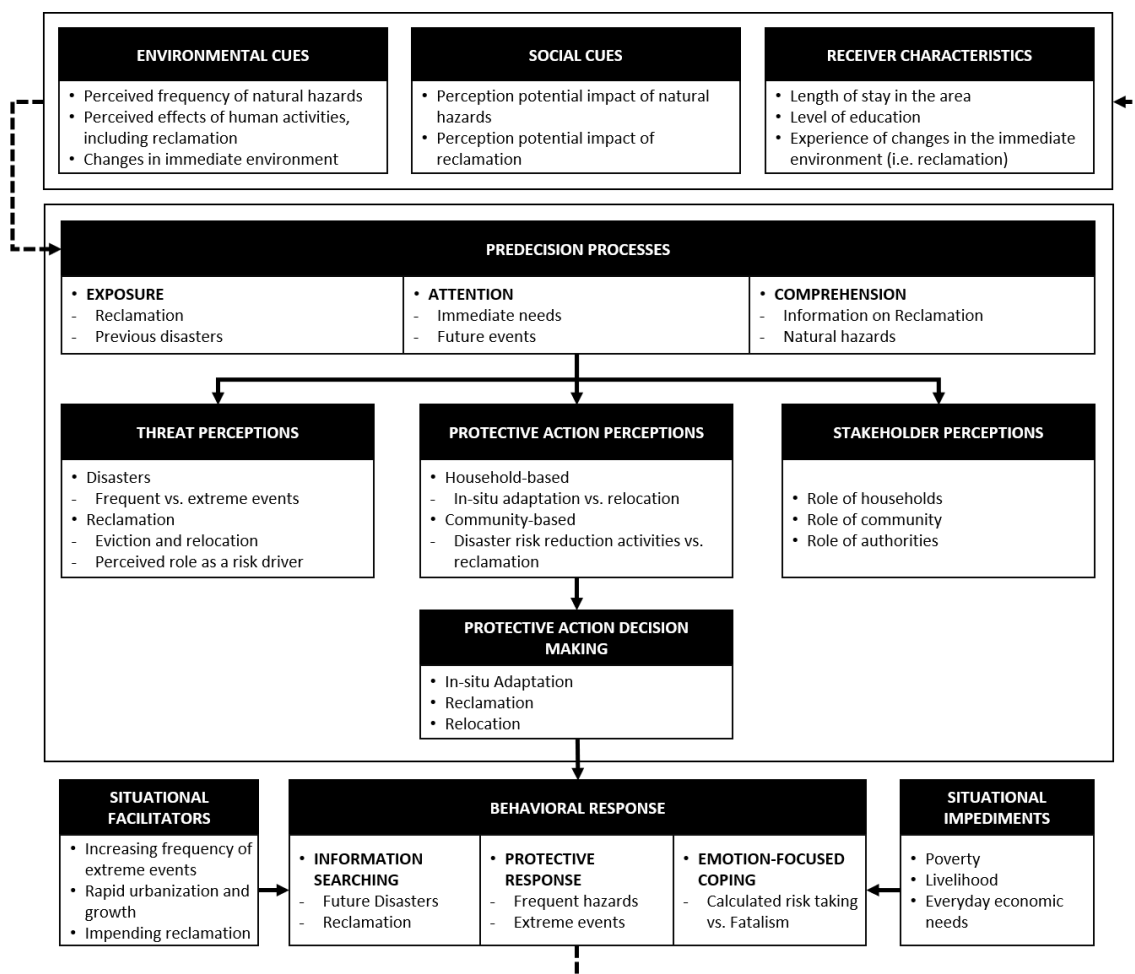 ENVIRONMENTAL CUES
• Perceived frequency of natural hazards
• Perceived effects of human activities,
including reclamation
• Changes in immediate environment
SOCIAL CUES
• Perception potential impact of natural
hazards
• Perception potential impact of
reclamation
RECEIVER CHARACTERISTICS
• Length of stay in the area
• Level of education
• Experience of changes in the immediate
environment (i.e. reclamation)
PREDECISION PROCESSES
• EXPOSURE
- Reclamation
- Previous disasters
• ATTENTION
- Immediate needs
- Future events
• COMPREHENSION
- Information on Reclamation
- Natural hazards
THREAT PERCEPTIONS
• Disasters
- Frequent vs. extreme events
• Reclamation
- Eviction and relocation
- Perceived role as a risk driver
PROTECTIVE ACTION PERCEPTIONS
• Household-based
- In-situ adaptation vs. relocation
• Community-based
- Disaster risk reduction activities vs.
reclamation
STAKEHOLDER PERCEPTIONS
• Role of households
• Role of community
• Role of authorities
PROTECTIVE ACTION DECISION
MAKING
• In-situ Adaptation
• Reclamation
• Relocation
SITUATIONAL
FACILITATORS
• Increasing frequency of
extreme events
• Rapid urbanization and
growth
• Impending reclamation
BEHAVIORAL RESPONSE
• INFORMATION
SEARCHING
- Future Disasters
- Reclamation
• PROTECTIVE
RESPONSE
- Frequent hazards
- Extreme events
• EMOTION-FOCUSED
COPING
- Calculated risk taking
vs. Fatalism
SITUATIONAL
IMPEDIMENTS
• Poverty
• Livelihood
• Everyday economic
needs